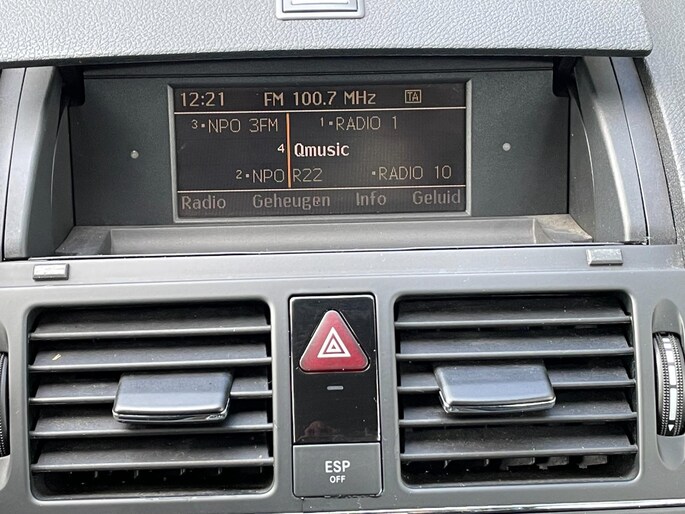 12:21 FM 100.7 MHz TA
3 • NPO 3FM 1 • RADIO 1
4 Qmusic
2 • NPO R22 • RADIO 10
Radio Geheugen Info Geluid
ESP
OFF